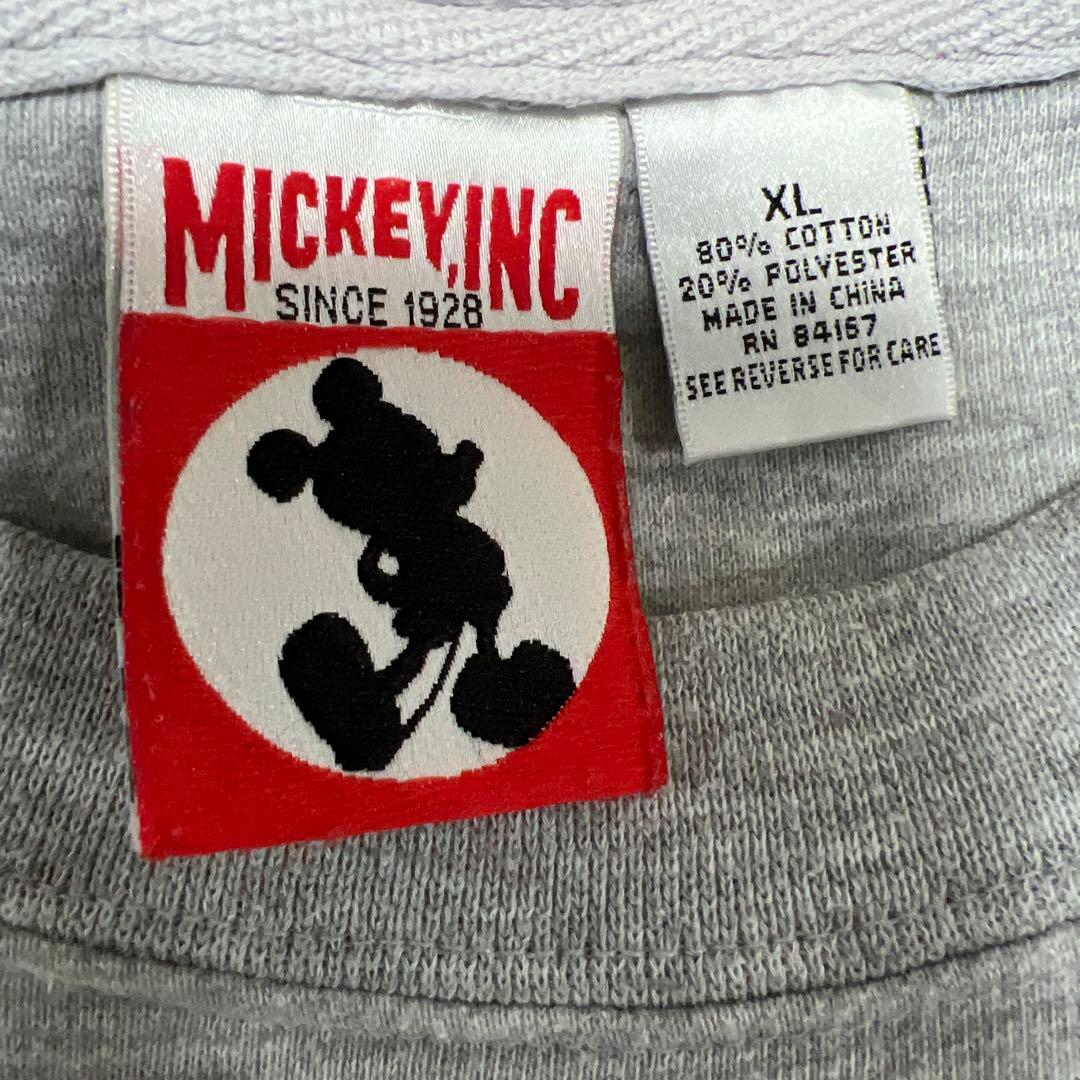 MICKEY,INC
SINCE 1928
XL
80% COTTON
20% POLYESTER
MADE IN CHINA
RN 84167
SEE REVERSE FOR CARE